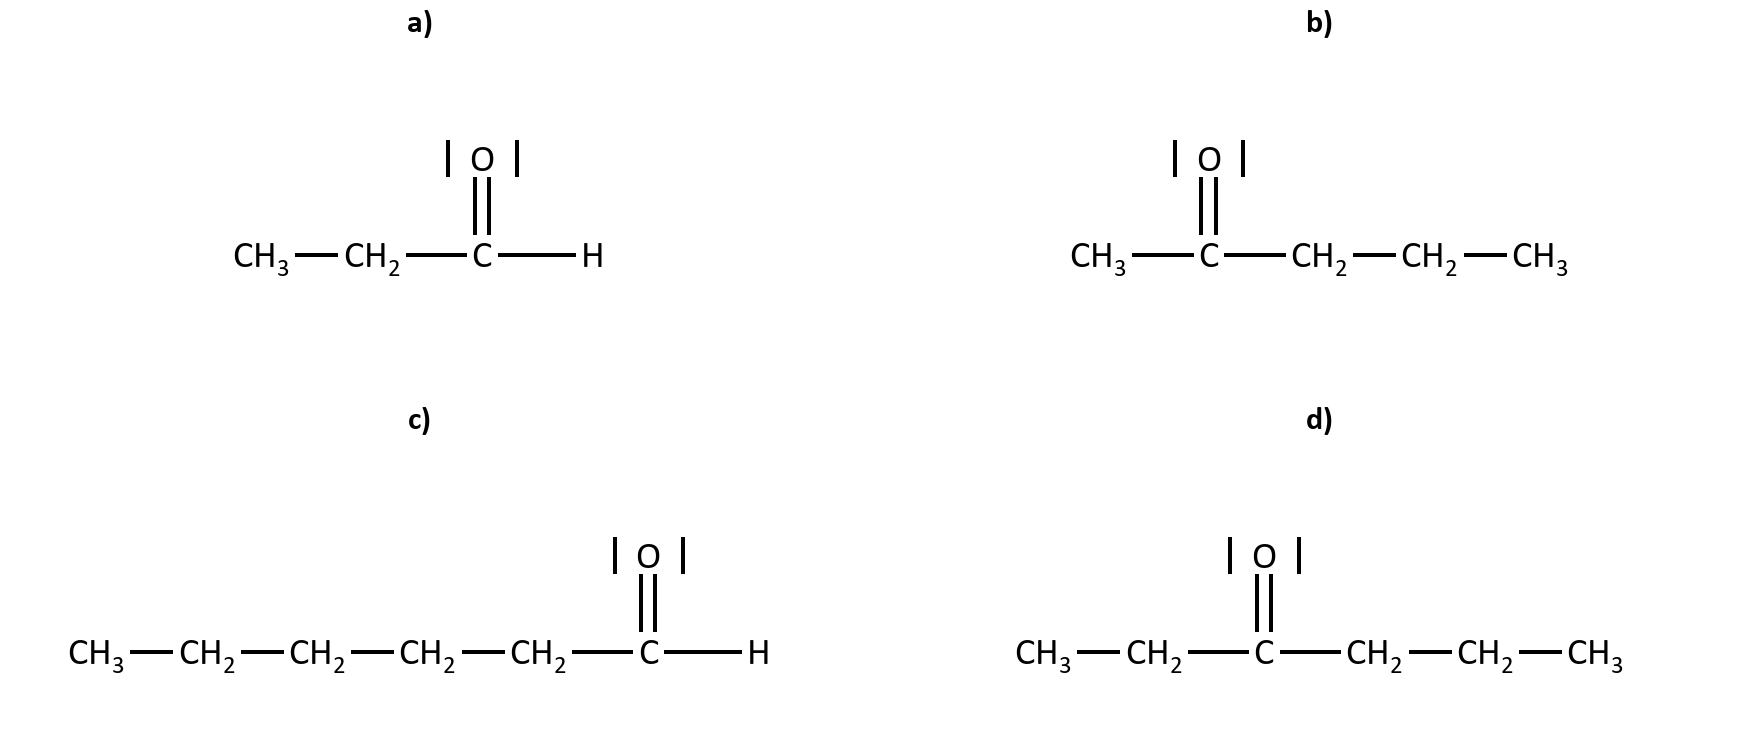 a) b)
O O
CH₃ CH₂ C H CH₃ C CH₂ CH₂ CH₃
c) d)
O O
CH₃ CH₂ CH₂ CH₂ CH₂ C H CH₃ CH₂ C CH₂ CH₂ CH₃